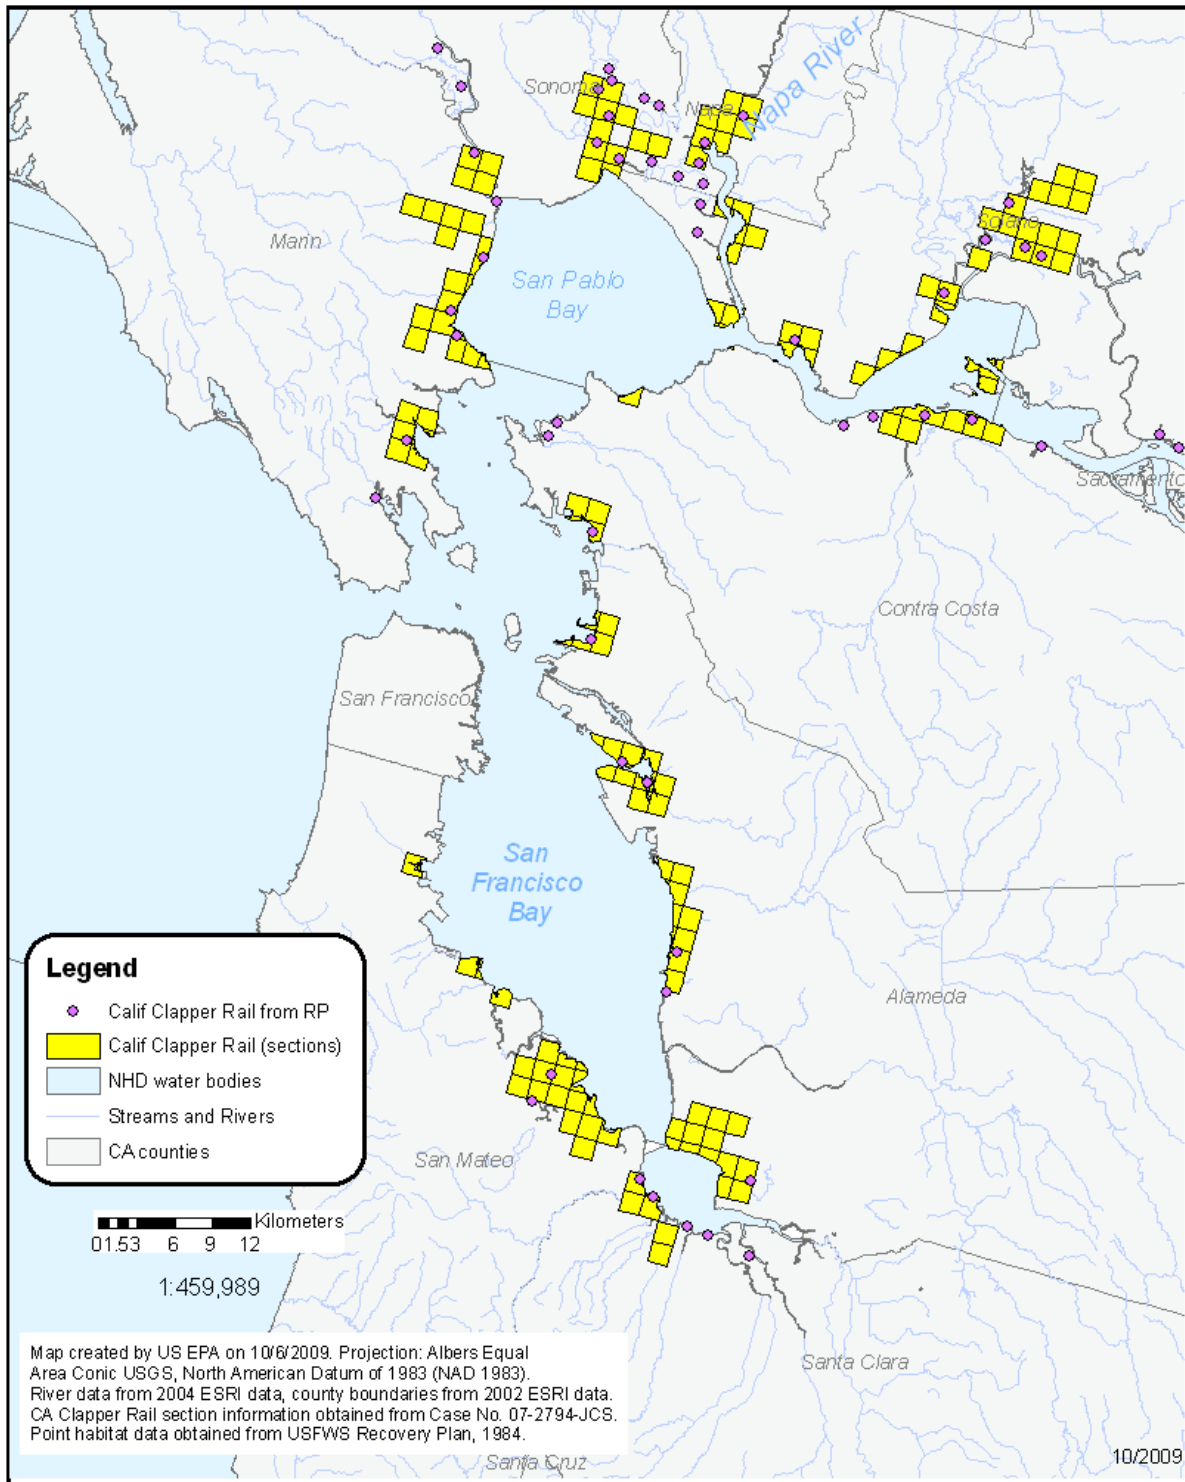 Sonoma
Napa
Napa River
Solano
Marin
San Pablo
Bay
Sacramento
Contra Costa
San Francisco
San
Francisco
Bay
Alameda
San Mateo
Santa Clara
Santa Cruz
Legend
Calif Clapper Rail from RP
Calif Clapper Rail (sections)
NHD water bodies
Streams and Rivers
CA counties
Kilometers
01.53 6 9 12
1:459,989
Map created by US EPA on 10/6/2009. Projection: Albers Equal
Area Conic USGS, North American Datum of 1983 (NAD 1983).
River data from 2004 ESRI data, county boundaries from 2002 ESRI data.
CA Clapper Rail section information obtained from Case No. 07-2794-JCS.
Point habitat data obtained from USFWS Recovery Plan, 1984.
10/2009